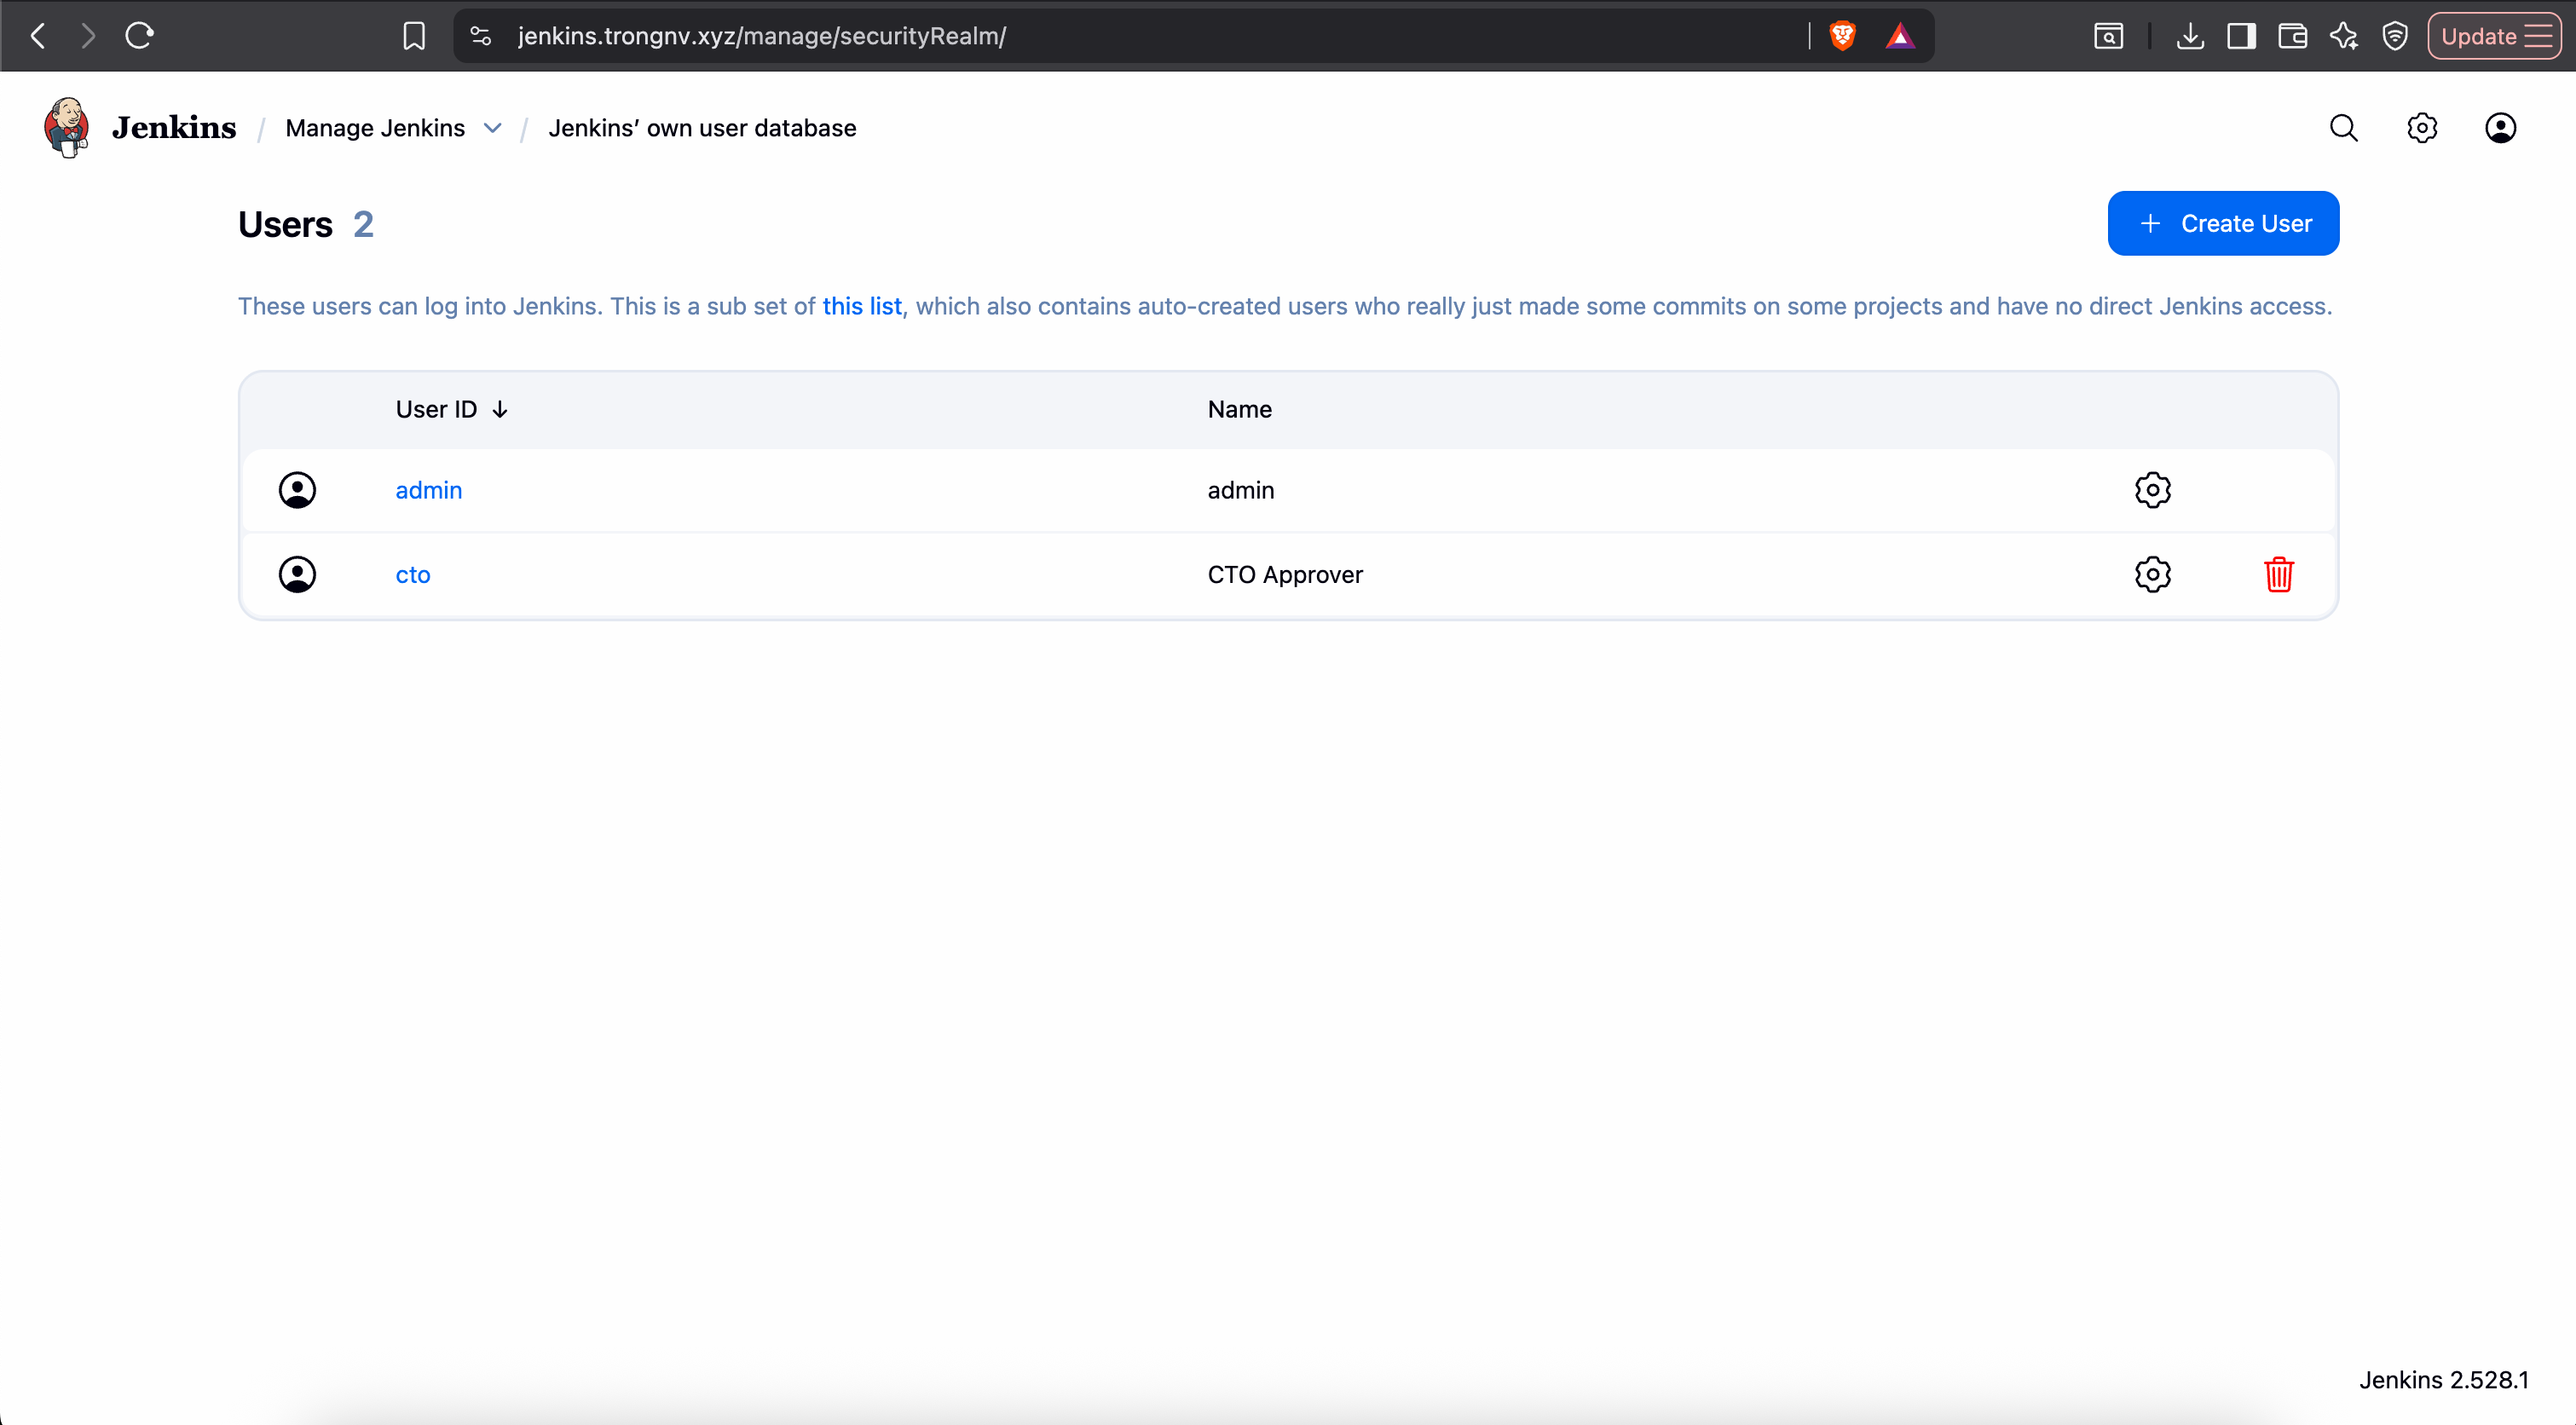 jenkins.trongnv.xyz/manage/securityRealm/
Update
Jenkins / Manage Jenkins / Jenkins’ own user database
Users 2
+ Create User
These users can log into Jenkins. This is a sub set of this list, which also contains auto-created users who really just made some commits on some projects and have no direct Jenkins access.
User ID ↓ Name
admin admin
cto CTO Approver
Jenkins 2.528.1